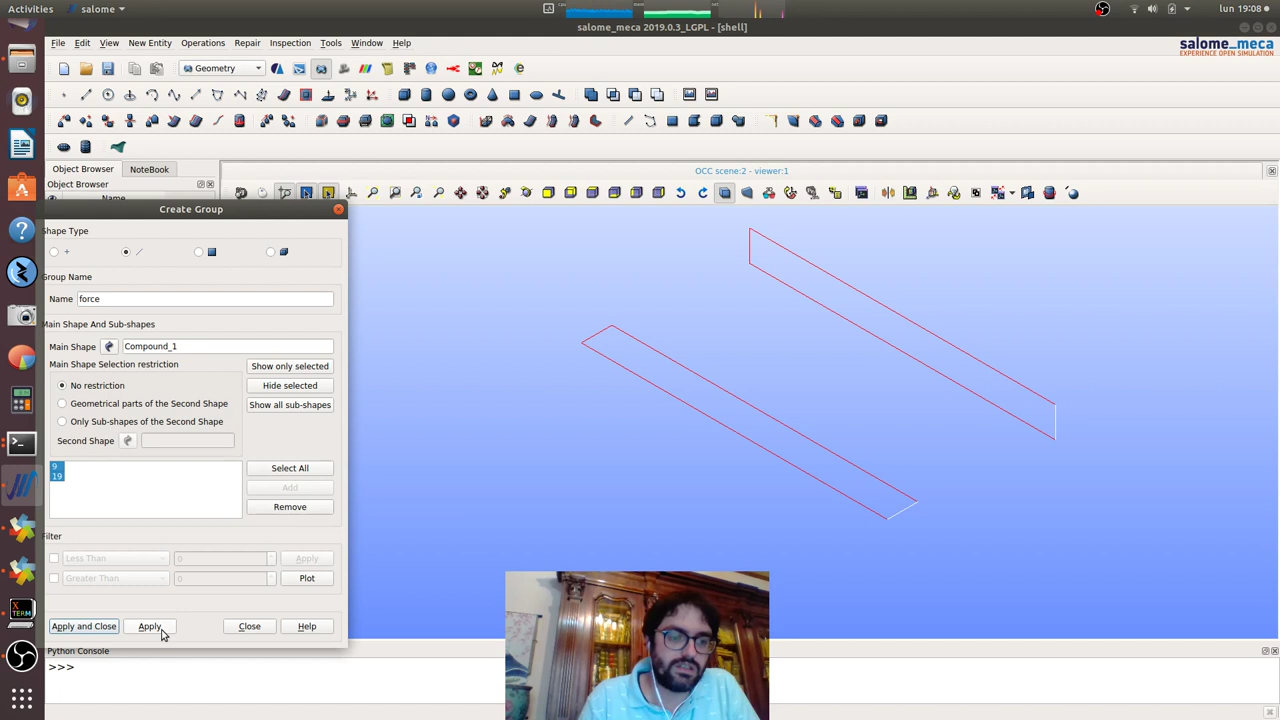 Activities
salome
lun 19:08
salome_meca 2019.0.3_LGPL - [shell]
File Edit View New Entity Operations Repair Inspection Tools Window Help
salome_meca
EXPERIENCE OPEN SIMULATION
Geometry
Object Browser
NoteBook
OCC scene:2 - viewer:1
Object Browser
Name
Create Group
Shape Type
Group Name
Name force
Main Shape And Sub-shapes
Main Shape Compound_1
Main Shape Selection restriction
Show only selected
No restriction
Hide selected
Geometrical parts of the Second Shape
Show all sub-shapes
Only Sub-shapes of the Second Shape
Second Shape
9
19
Select All
Add
Remove
Filter
Less Than 0 Apply
Greater Than 0 Plot
Apply and Close Apply Close Help
Python Console
>>>
X
TERM